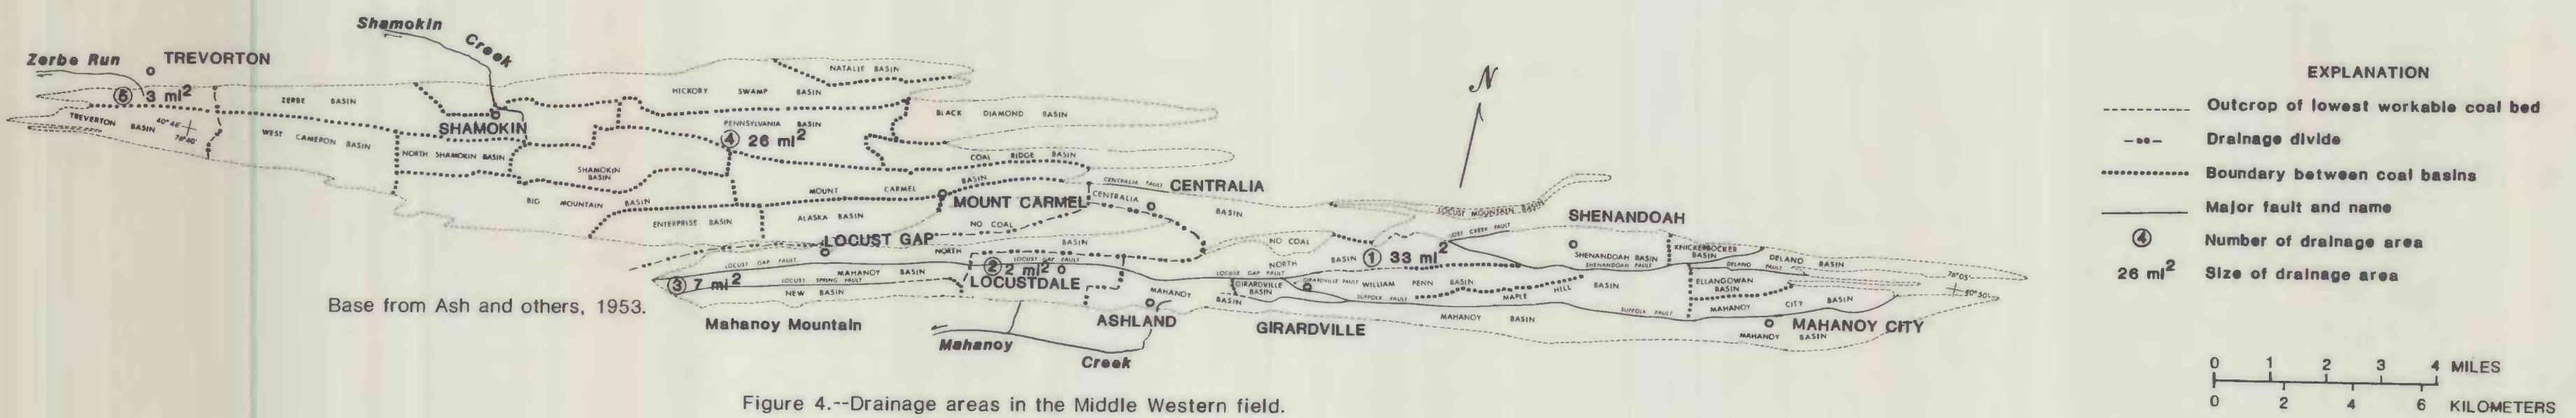 Shamokin
Creek
Zerbe Run
TREVORTON
⑤ 3 mi²
TREVERTON BASIN
40°46'
76°40'
ZERBE BASIN
WEST CAMERON BASIN
SHAMOKIN
NORTH SHAMOKIN BASIN
NATALIE BASIN
HICKORY SWAMP BASIN
PENNSYLVANIA BASIN
④ 26 mi²
BLACK DIAMOND BASIN
COAL RIDGE BASIN
SHAMOKIN BASIN
BIG MOUNTAIN BASIN
MOUNT CARMEL BASIN
ENTERPRISE BASIN
ALASKA BASIN
MOUNT CARMEL
CENTRALIA FAULT
CENTRALIA
CENTRALIA BASIN
NO COAL
LOCUST GAP
NORTH BASIN
LOCUST GAP FAULT
MAHANOY BASIN
LOCUST SPRING FAULT
③ 7 mi²
NEW BASIN
Mahanoy Mountain
LOCUST GAP FAULT
② 2 mi²
LOCUSTDALE
MAHANOY BASIN
ASHLAND
Mahanoy
Creek
N
LOCUST MOUNTAIN BASIN
NO COAL
NORTH BASIN
① 33 mi²
SHENANDOAH
SHENANDOAH BASIN
SHENANDOAH FAULT
KNICKERBOCKER BASIN
DELANO FAULT
DELANO BASIN
LOCUST GAP FAULT
GIRARDVILLE BASIN
GIRARDVILLE FAULT
WILLIAM PENN BASIN
SUFFOLK FAULT
MAPLE HILL BASIN
ELLANGOWAN BASIN
GIRARDVILLE
MAHANOY BASIN
SUFFOLK FAULT
MAHANOY CITY BASIN
MAHANOY CITY
MAHANOY BASIN
76°05'
40°50'
Base from Ash and others, 1953.
EXPLANATION
Outcrop of lowest workable coal bed
Drainage divide
Boundary between coal basins
Major fault and name
④ Number of drainage area
26 mi² Size of drainage area
0 1 2 3 4 MILES
0 2 4 6 KILOMETERS
Figure 4.--Drainage areas in the Middle Western field.